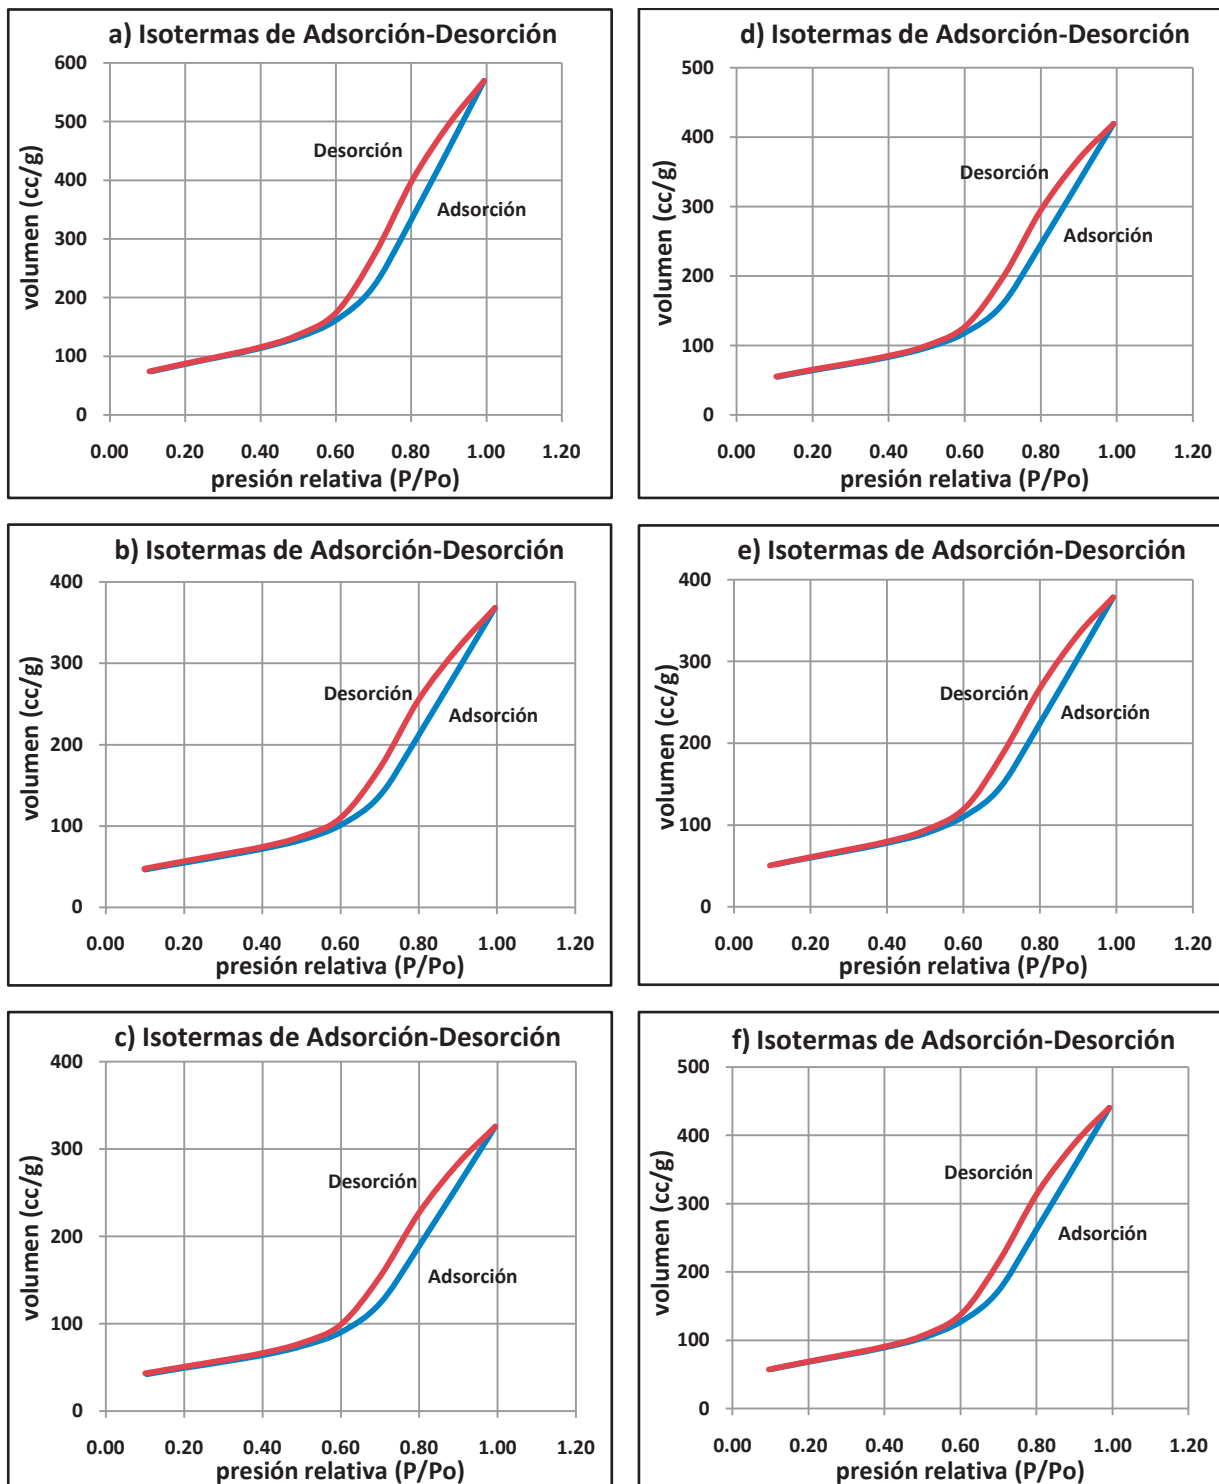 a) Isotermas de Adsorción-Desorción
600
500
400
300
200
100
0
volumen (cc/g)
Desorción
Adsorción
0.00 0.20 0.40 0.60 0.80 1.00 1.20
presión relativa (P/Po)
d) Isotermas de Adsorción-Desorción
500
400
300
200
100
0
volumen (cc/g)
Desorción
Adsorción
0.00 0.20 0.40 0.60 0.80 1.00 1.20
presión relativa (P/Po)
b) Isotermas de Adsorción-Desorción
400
300
200
100
0
volumen (cc/g)
Desorción
Adsorción
0.00 0.20 0.40 0.60 0.80 1.00 1.20
presión relativa (P/Po)
e) Isotermas de Adsorción-Desorción
400
300
200
100
0
volumen (cc/g)
Desorción
Adsorción
0.00 0.20 0.40 0.60 0.80 1.00 1.20
presión relativa (P/Po)
c) Isotermas de Adsorción-Desorción
400
300
200
100
0
volumen (cc/g)
Desorción
Adsorción
0.00 0.20 0.40 0.60 0.80 1.00 1.20
presión relativa (P/Po)
f) Isotermas de Adsorción-Desorción
500
400
300
200
100
0
volumen (cc/g)
Desorción
Adsorción
0.00 0.20 0.40 0.60 0.80 1.00 1.20
presión relativa (P/Po)